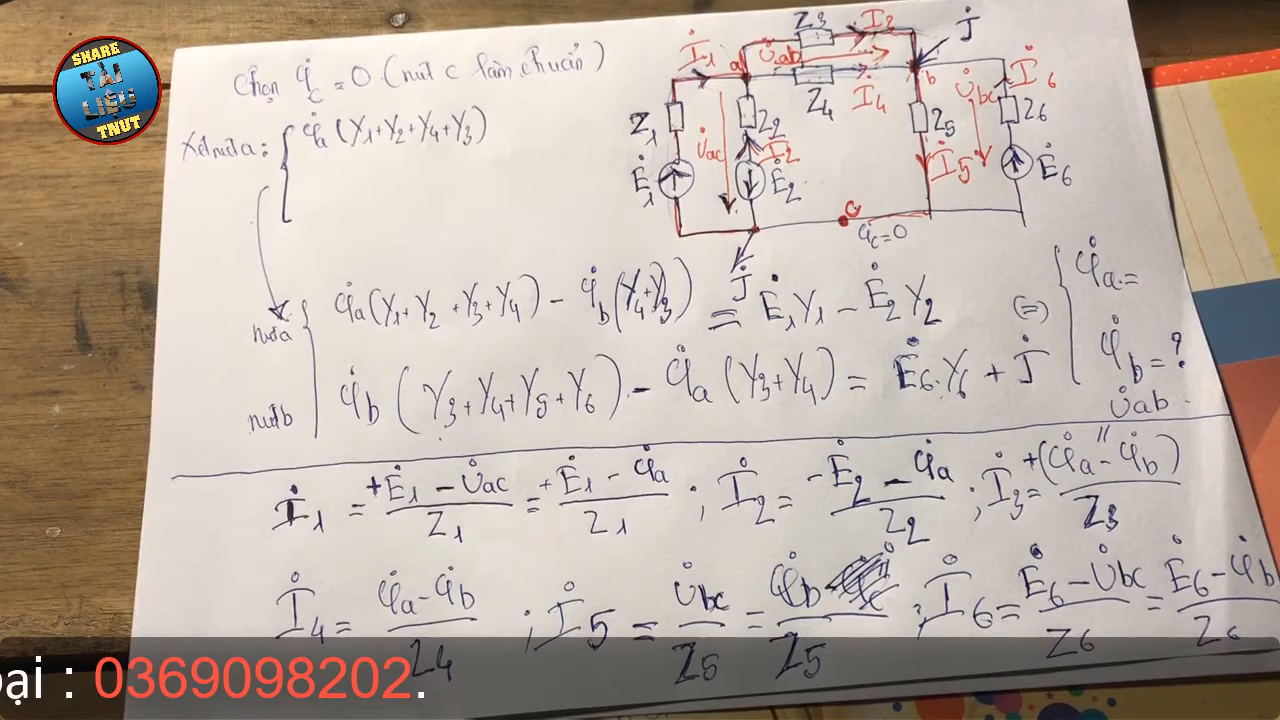 SHARE
TÀI
LIỆU
TNUT
Chọn φ̇c = 0 (nút c làm chuẩn)
Xét nút a: { φ̇a (Y1+Y2+Y4+Y3)
Z3 İ3 J̇
İ1 a U̇ab b
Z4 İ4 U̇bc İ6
Z1 Z2 Z5 Z6
U̇ac İ2 İ5
Ė1 Ė2 Ė6
c
φc=0
J̇
nút a { φ̇a(Y1+Y2+Y3+Y4) - φ̇b(Y4+Y3) = Ė1Y1 - Ė2Y2 (=) { φ̇a=
nút b φ̇b(Y3+Y4+Y5+Y6) - φ̇a(Y3+Y4) = Ė6.Y6 + J̇ φ̇b=?
U̇ab
İ1 = +Ė1 - U̇ac / Z1 = +Ė1 - φ̇a / Z1 ; İ2 = -Ė2 - φ̇a / Z2 ; İ3 = +(φ̇a - φ̇b) / Z3
İ4 = φ̇a - φ̇b / Z4 ; İ5 = U̇bc / Z5 = φ̇b / Z5 ; İ6 = Ė6 - U̇bc / Z6 = Ė6 - φ̇b / Z6
ại : 0369098202.